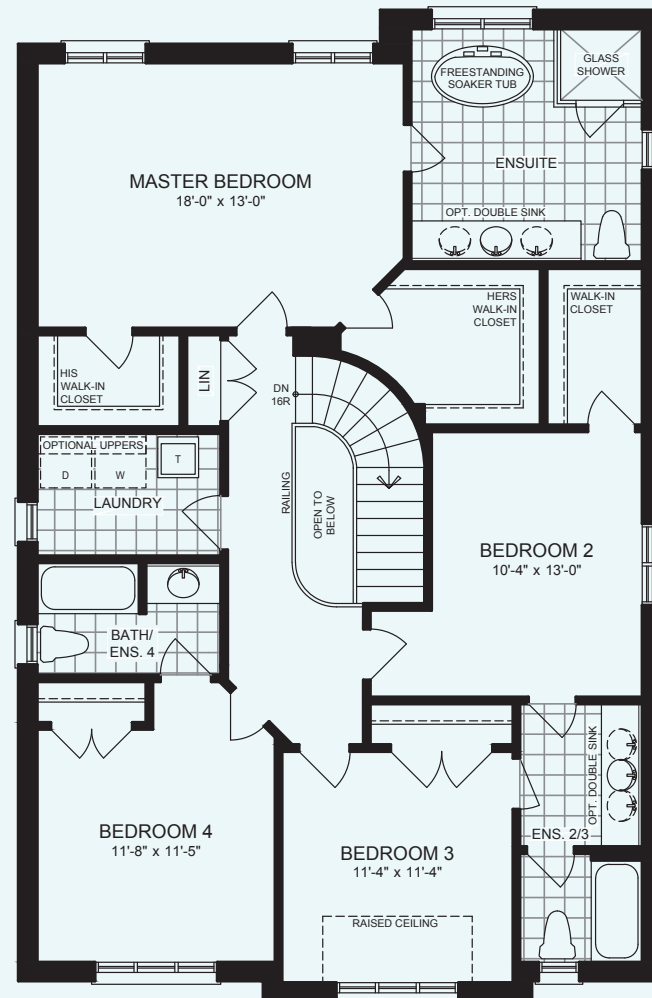 FREESTANDING
SOAKER TUB
GLASS
SHOWER
ENSUITE
MASTER BEDROOM
18'-0" x 13'-0"
OPT. DOUBLE SINK
HERS
WALK-IN
CLOSET
WALK-IN
CLOSET
HIS
WALK-IN
CLOSET
LIN
DN
16R
OPTIONAL UPPERS
D
W
T
LAUNDRY
RAILING
OPEN TO
BELOW
BEDROOM 2
10'-4" x 13'-0"
BATH/
ENS. 4
OPT. DOUBLE SINK
ENS. 2/3
BEDROOM 4
11'-8" x 11'-5"
BEDROOM 3
11'-4" x 11'-4"
RAISED CEILING